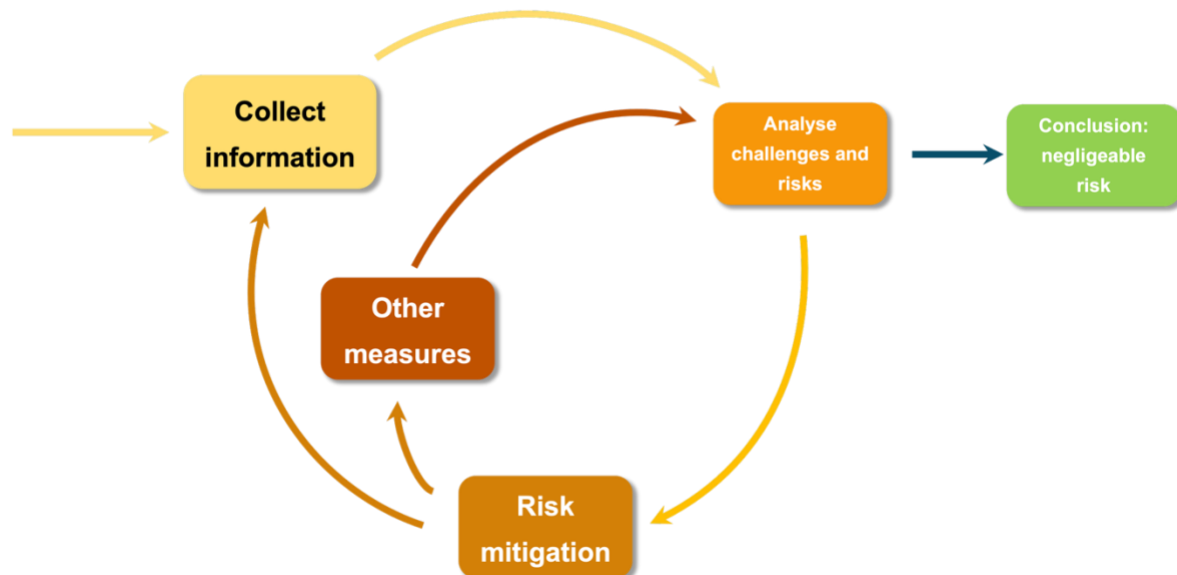 Collect
information
Analyse
challenges and
risks
Conclusion:
negligeable
risk
Other
measures
Risk
mitigation